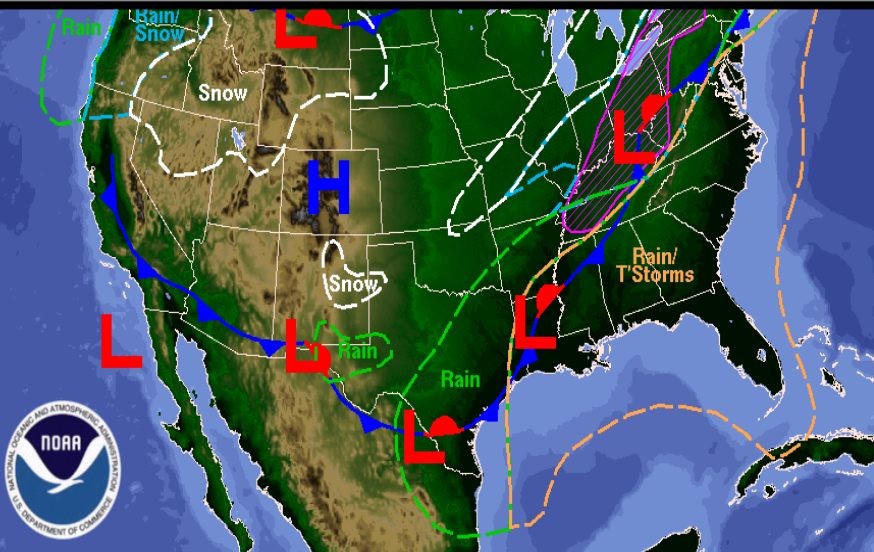 Rain
Rain/
Snow
L
Snow
L
H
Rain/
T'Storms
Snow
L
L
L
Rain
Rain
L
NOAA
NATIONAL OCEANIC AND ATMOSPHERIC ADMINISTRATION
U.S. DEPARTMENT OF COMMERCE